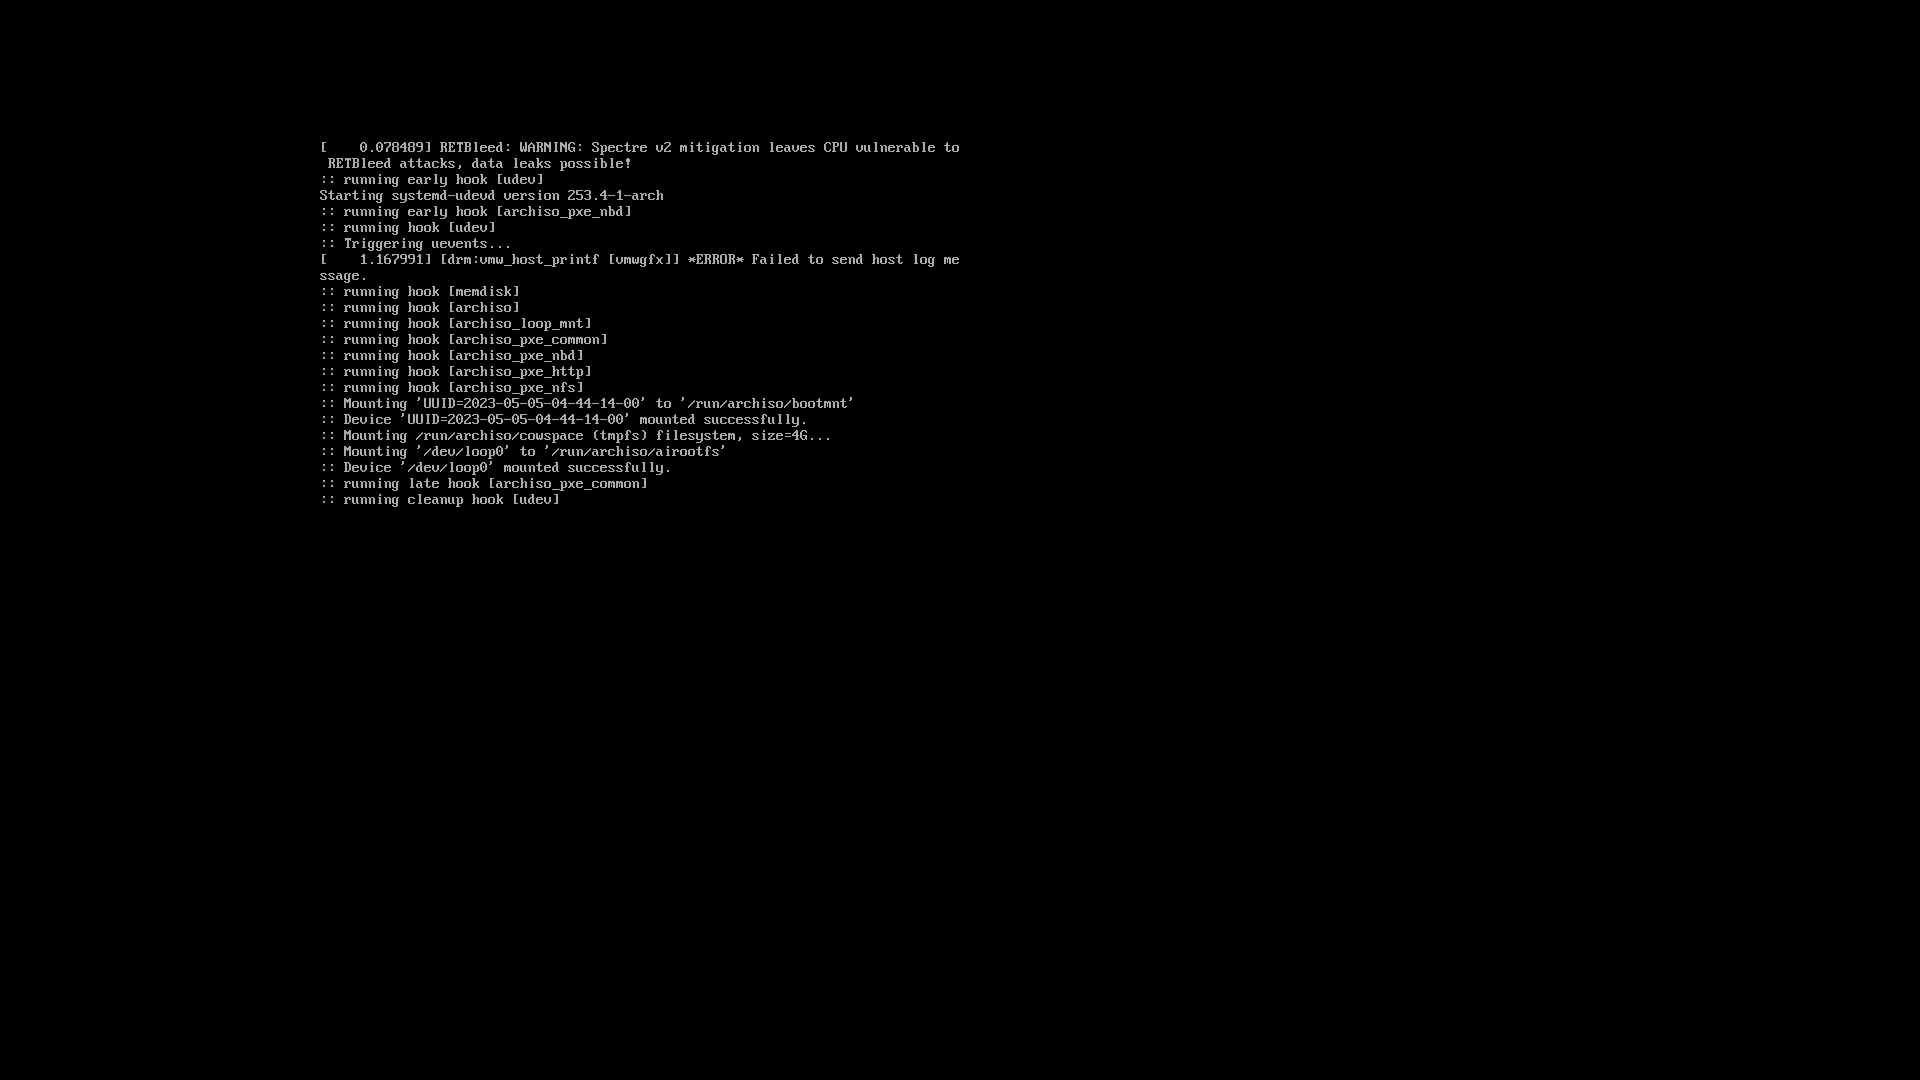 [    0.078489] RETBleed: WARNING: Spectre v2 mitigation leaves CPU vulnerable to
 RETBleed attacks, data leaks possible!
:: running early hook [udev]
Starting systemd-udevd version 253.4-1-arch
:: running early hook [archiso_pxe_nbd]
:: running hook [udev]
:: Triggering uevents...
[    1.167991] [drm:vmw_host_printf [vmwgfx]] *ERROR* Failed to send host log me
ssage.
:: running hook [memdisk]
:: running hook [archiso]
:: running hook [archiso_loop_mnt]
:: running hook [archiso_pxe_common]
:: running hook [archiso_pxe_nbd]
:: running hook [archiso_pxe_http]
:: running hook [archiso_pxe_nfs]
:: Mounting 'UUID=2023-05-05-04-44-14-00' to '/run/archiso/bootmnt'
:: Device 'UUID=2023-05-05-04-44-14-00' mounted successfully.
:: Mounting /run/archiso/cowspace (tmpfs) filesystem, size=4G...
:: Mounting '/dev/loop0' to '/run/archiso/airootfs'
:: Device '/dev/loop0' mounted successfully.
:: running late hook [archiso_pxe_common]
:: running cleanup hook [udev]